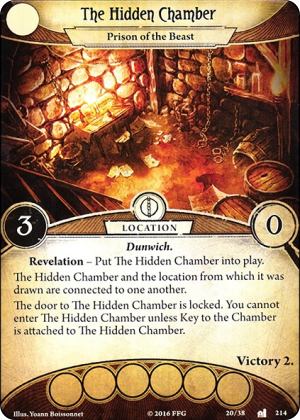 The Hidden Chamber
Prison of the Beast
3
LOCATION
0
Dunwich.
Revelation – Put The Hidden Chamber into play.
The Hidden Chamber and the location from which it was
drawn are connected to one another.
The door to The Hidden Chamber is locked. You cannot
enter The Hidden Chamber unless Key to the Chamber
is attached to The Hidden Chamber.
Victory 2.
Illus. Yoann Boissonnet
© 2016 FFG
20/38
214